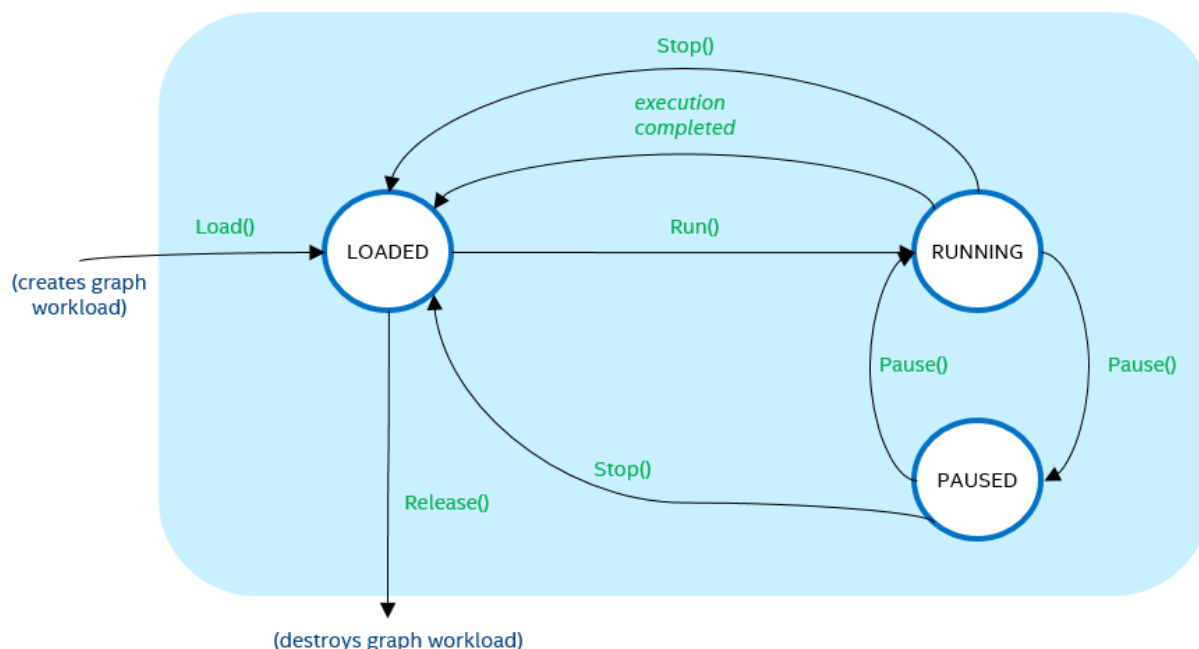 Stop()
execution
completed
Load()
Run()
LOADED
RUNNING
(creates graph
workload)
Pause()
Pause()
Stop()
PAUSED
Release()
(destroys graph workload)